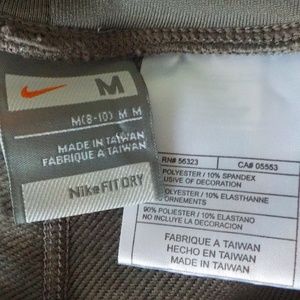 M
M(8-10) M M
MADE IN TAIWAN
FABRIQUE A TAIWAN
Nike FIT DRY
RN# 56323 CA# 05553
POLYESTER / 10% SPANDEX
USIVE OF DECORATION
POLYESTER / 10% ELASTHANNE
ORNEMENTS
90% POLIESTER / 10% ELASTANO
NO INCLUYE LA DECORACION
FABRIQUE A TAIWAN
HECHO EN TAIWAN
MADE IN TAIWAN